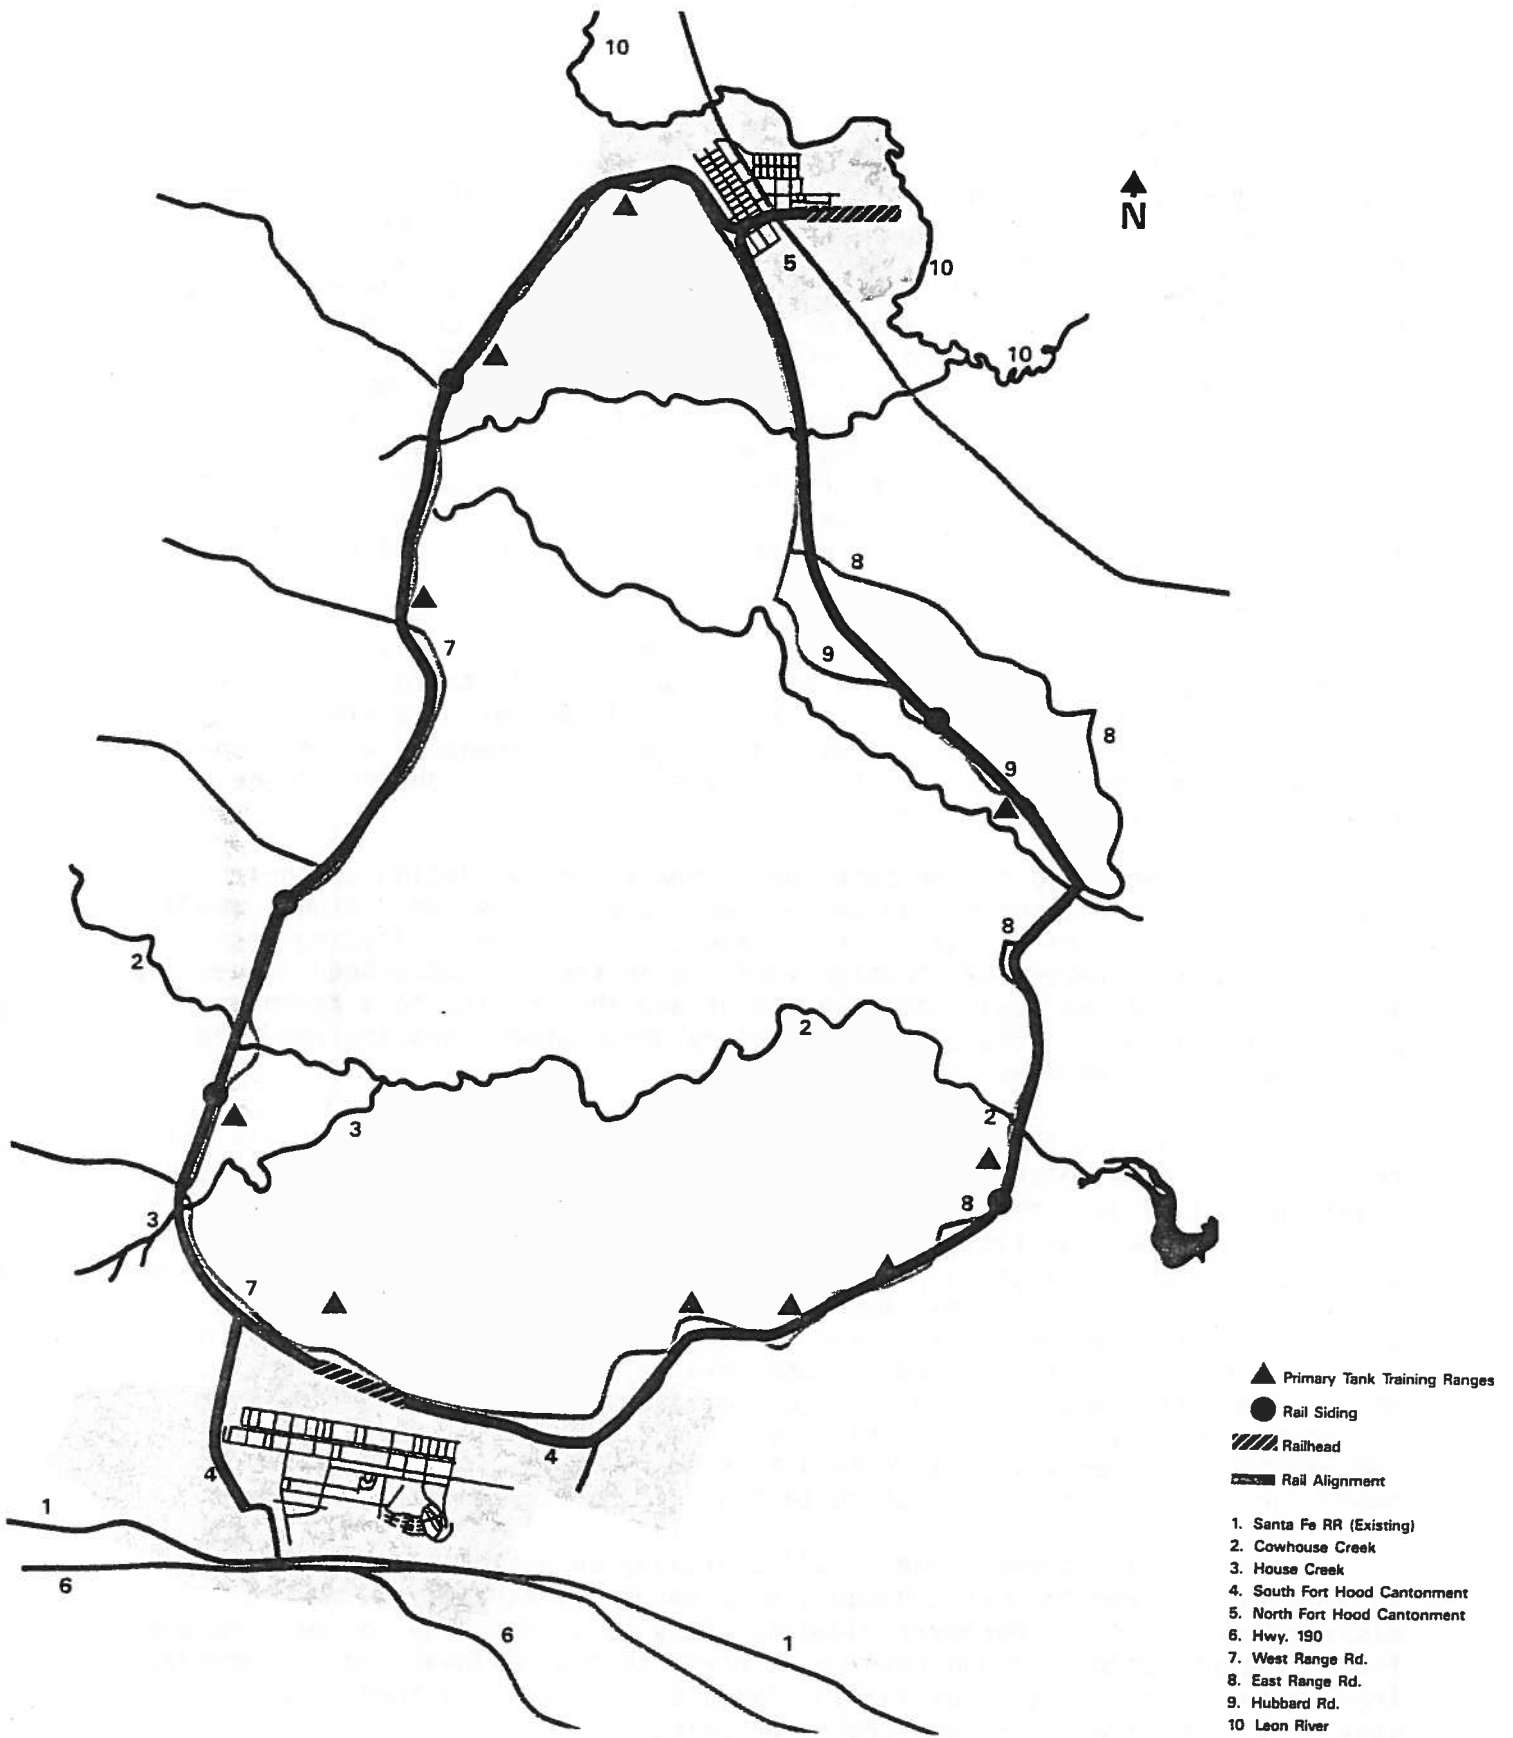 10
N
5
10
10
8
7
9
8
9
8
2
2
3
2
8
3
7
4
4
1
6
6
1
Primary Tank Training Ranges
Rail Siding
Railhead
Rail Alignment
1. Santa Fe RR (Existing)
2. Cowhouse Creek
3. House Creek
4. South Fort Hood Cantonment
5. North Fort Hood Cantonment
6. Hwy. 190
7. West Range Rd.
8. East Range Rd.
9. Hubbard Rd.
10 Leon River